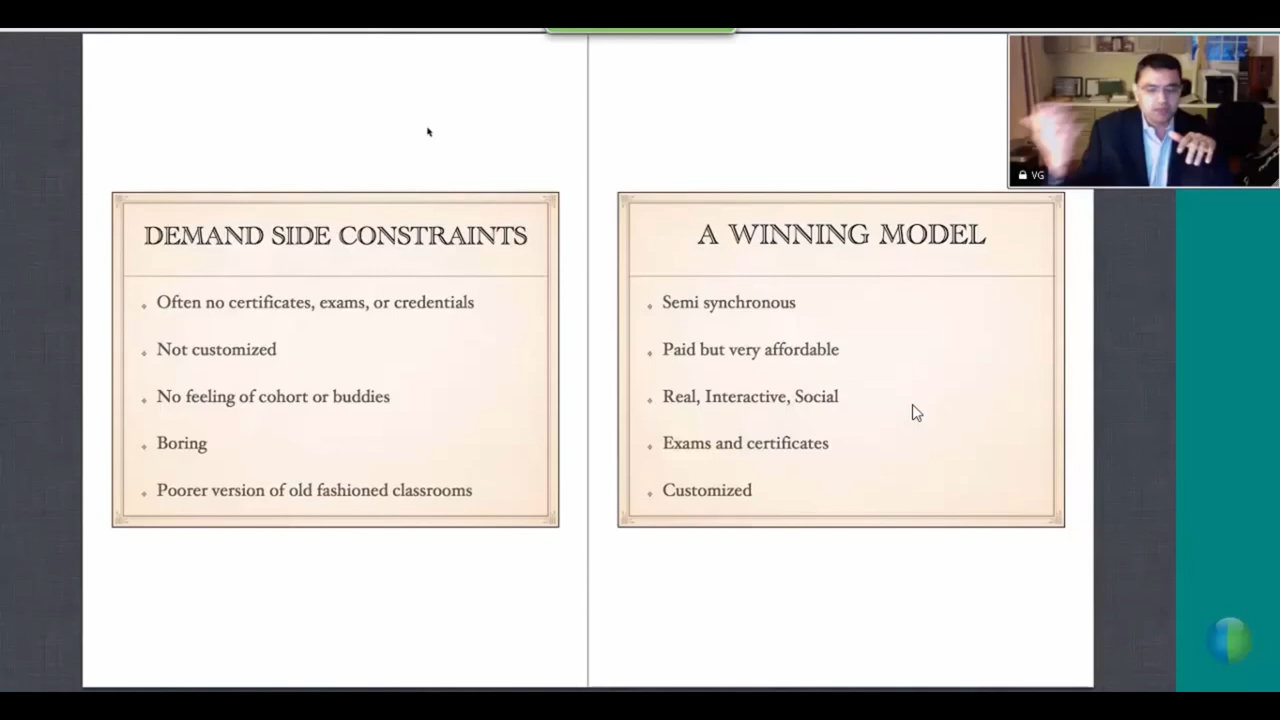 DEMAND SIDE CONSTRAINTS
Often no certificates, exams, or credentials
Not customized
No feeling of cohort or buddies
Boring
Poorer version of old fashioned classrooms
A WINNING MODEL
Semi synchronous
Paid but very affordable
Real, Interactive, Social
Exams and certificates
Customized
VG